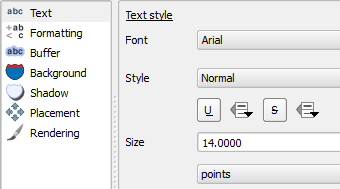 abc Text
+ab < c Formatting
abc Buffer
Background
Shadow
Placement
Rendering
Text style
Font Arial
Style Normal
U S
Size 14.0000
points